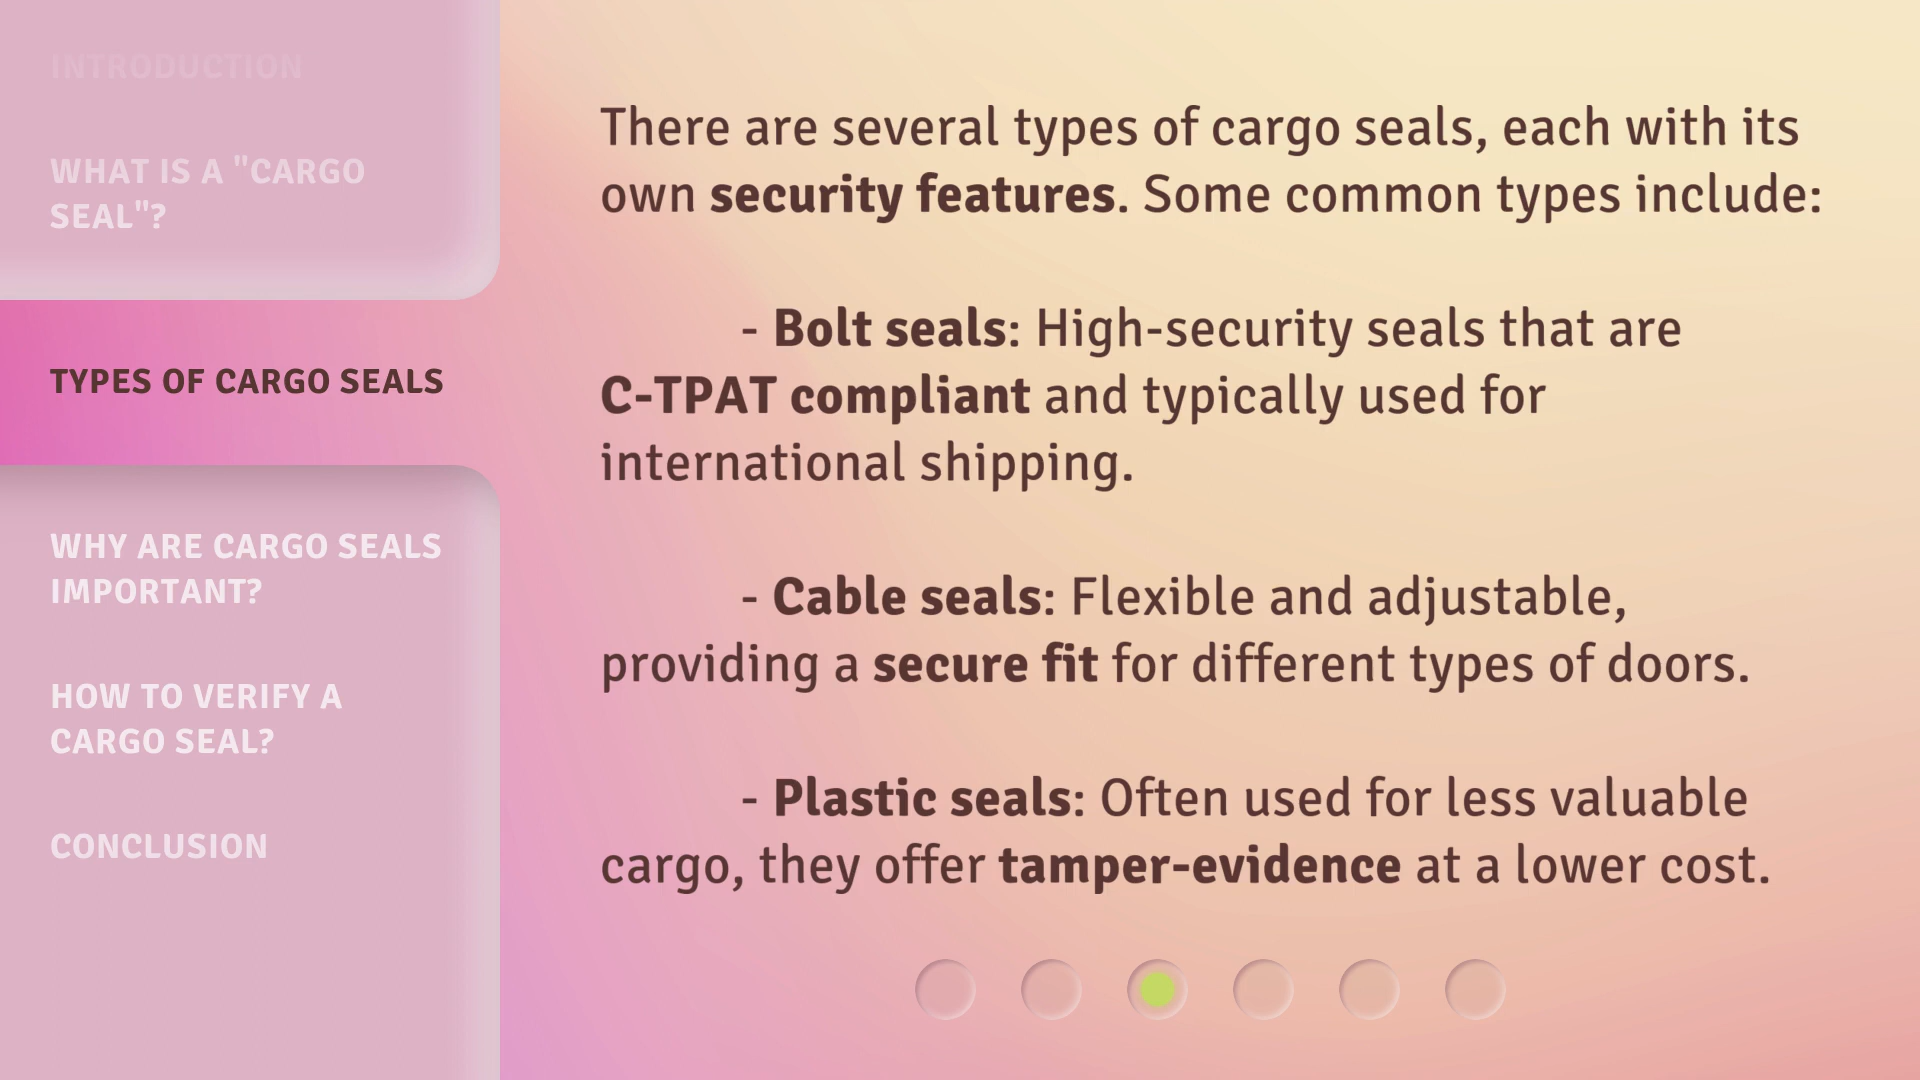 INTRODUCTION
WHAT IS A "CARGO
SEAL"?
TYPES OF CARGO SEALS
WHY ARE CARGO SEALS
IMPORTANT?
HOW TO VERIFY A
CARGO SEAL?
CONCLUSION
There are several types of cargo seals, each with its
own security features. Some common types include:
- Bolt seals: High-security seals that are
C-TPAT compliant and typically used for
international shipping.
- Cable seals: Flexible and adjustable,
providing a secure fit for different types of doors.
- Plastic seals: Often used for less valuable
cargo, they offer tamper-evidence at a lower cost.